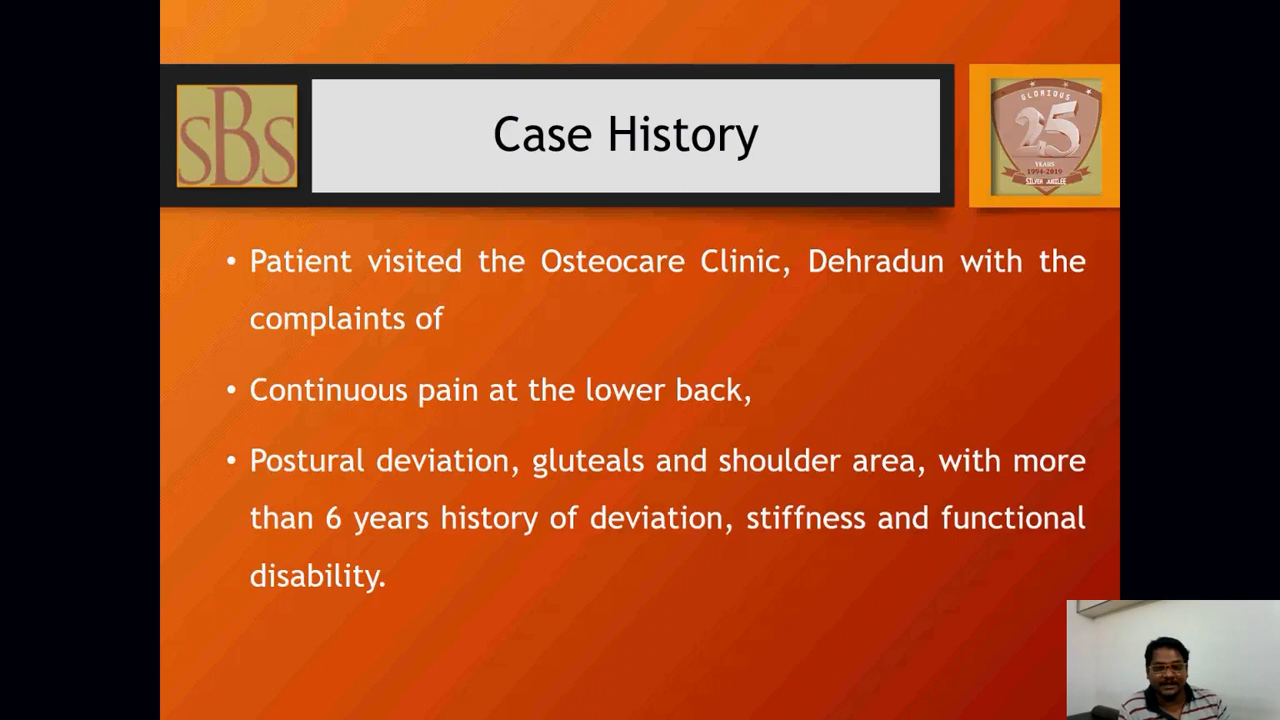 SBS
Case History
GLORIOUS
25
YEARS
1994-2019
SILVER JUBILEE
• Patient visited the Osteocare Clinic, Dehradun with the
complaints of
• Continuous pain at the lower back,
• Postural deviation, gluteals and shoulder area, with more
than 6 years history of deviation, stiffness and functional
disability.